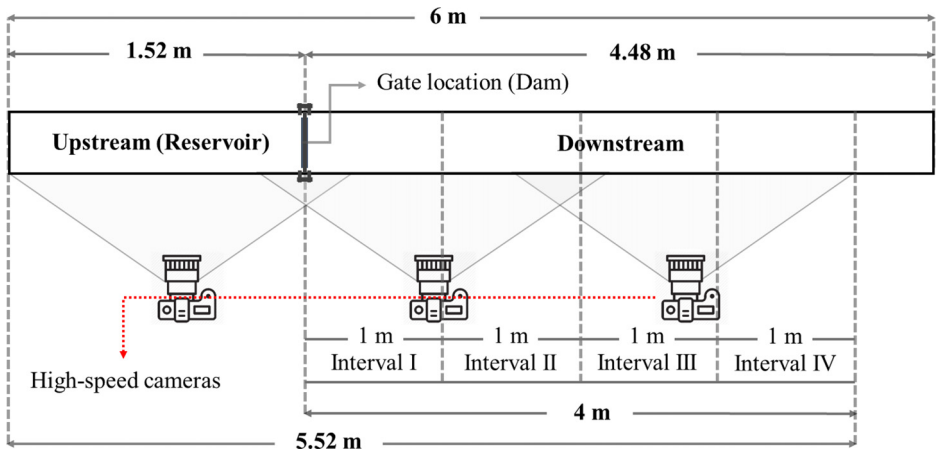 6 m
1.52 m
4.48 m
Gate location (Dam)
Upstream (Reservoir)
Downstream
1 m
1 m
1 m
1 m
Interval I
Interval II
Interval III
Interval IV
High-speed cameras
4 m
5.52 m